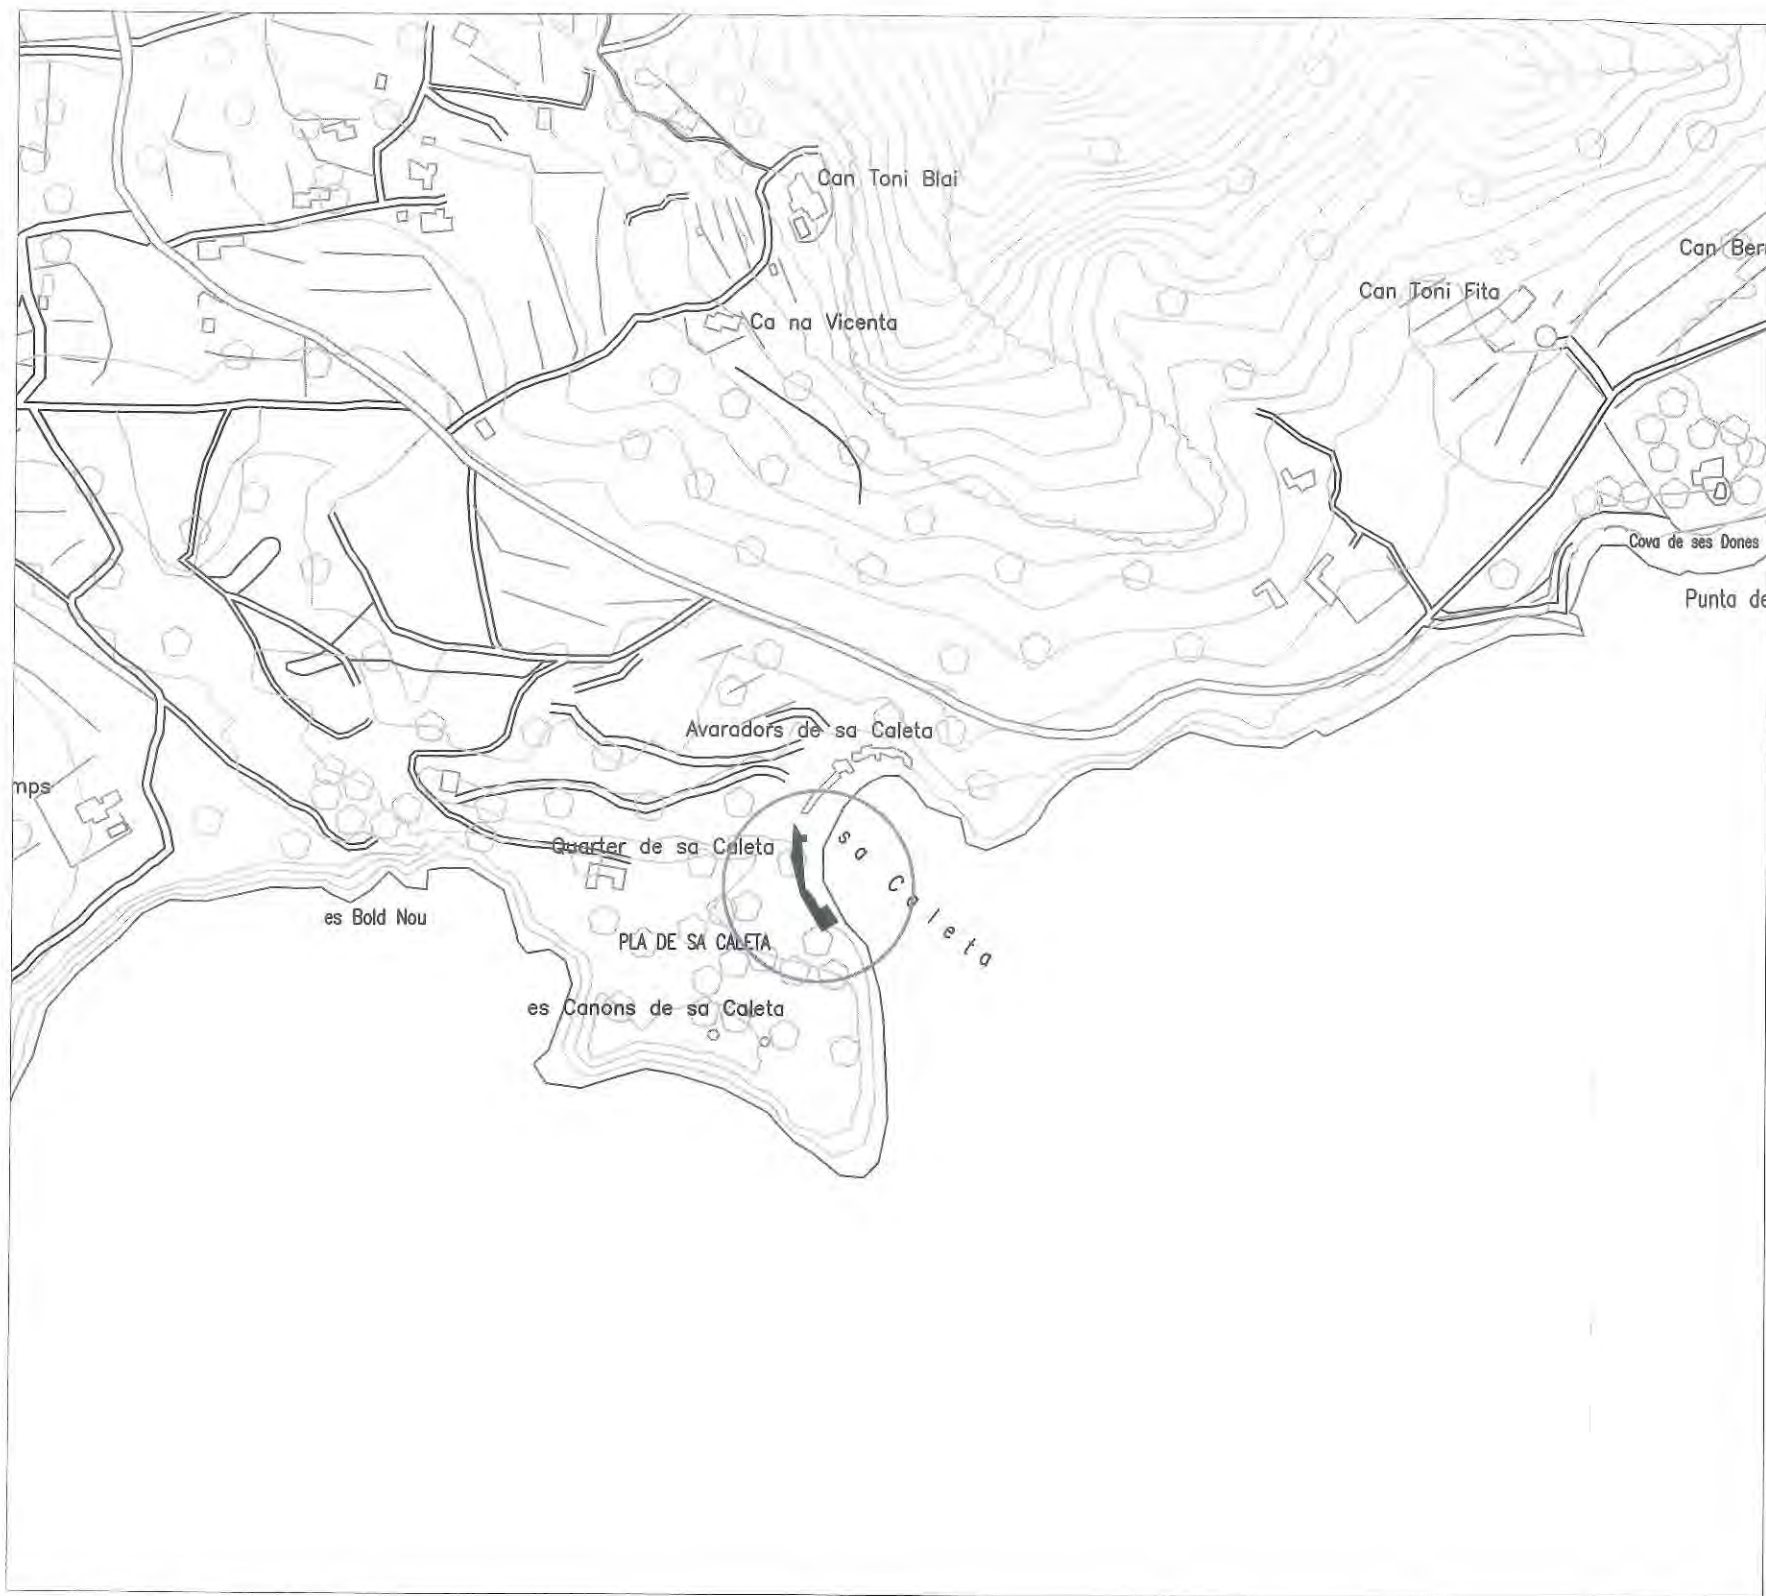 Can Toni Blai
Can Ber
Can Toni Fita
Ca na Vicenta
Cova de ses Dones
Punta de
Avaradors de sa Caleta
mps
Quarter de sa Caleta
sa Caleta
es Bold Nou
PLA DE SA CALETA
es Canons de sa Caleta